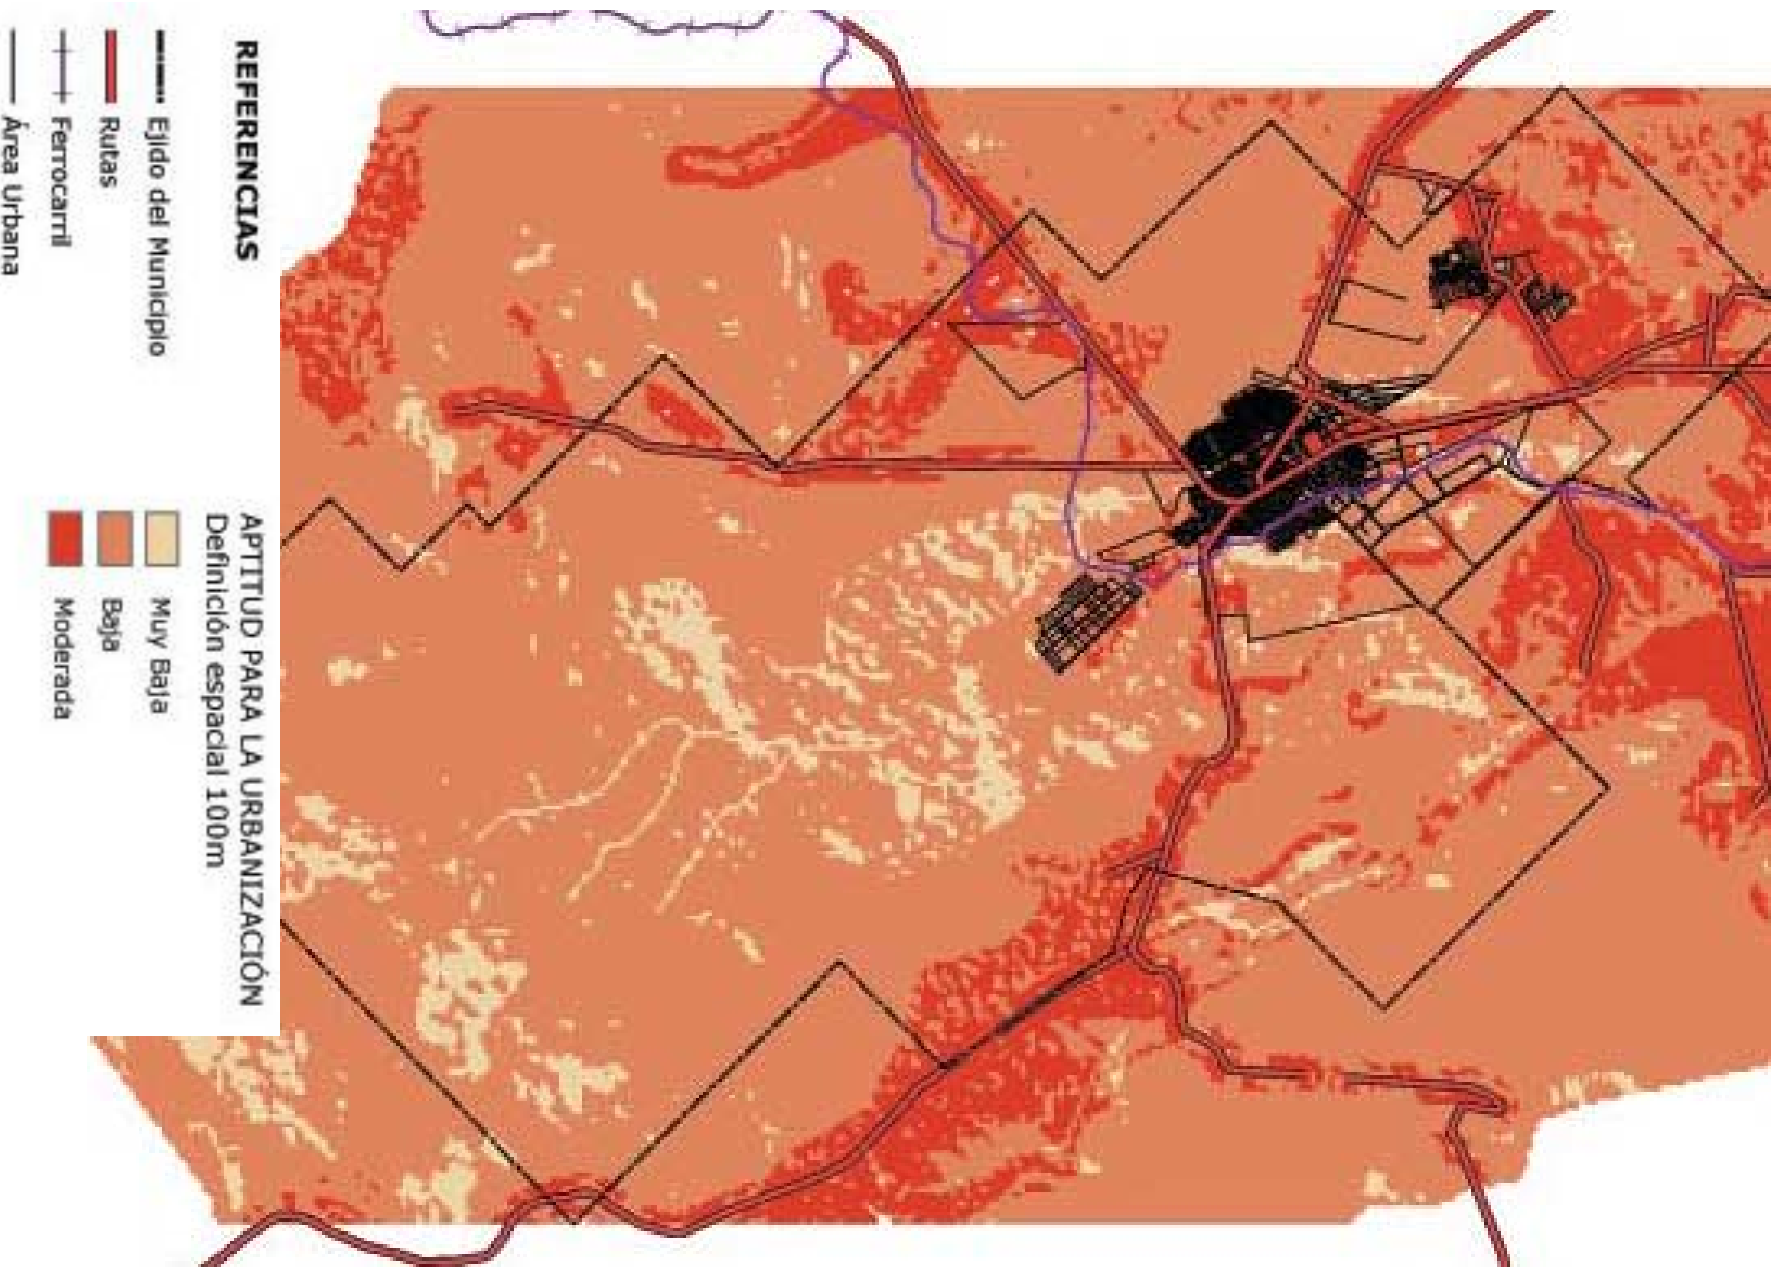 REFERENCIAS
Ejido del Municipio
Rutas
Ferrocarril
Área Urbana
APTITUD PARA LA URBANIZACIÓN
Definición espacial 100m
Muy Baja
Baja
Moderada